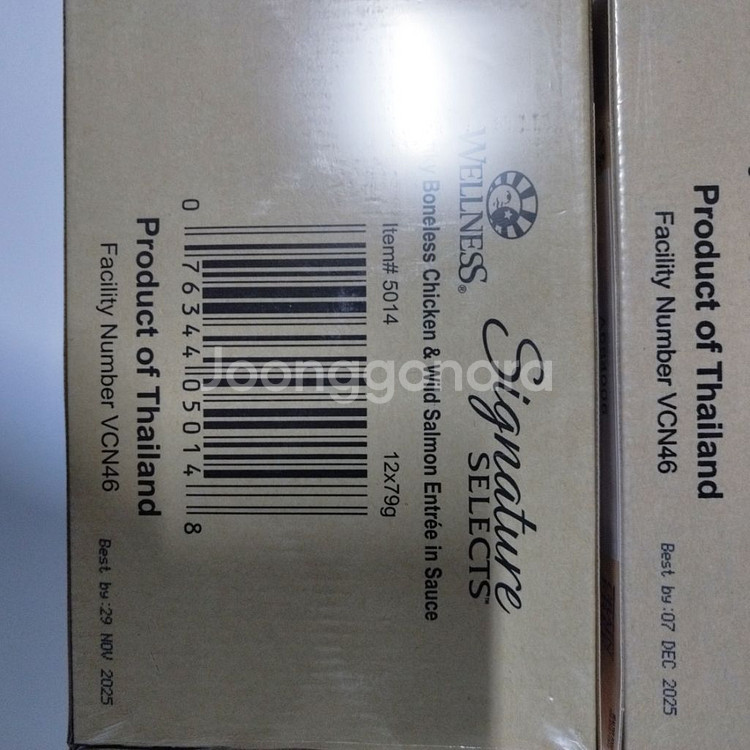 WELLNESS®
Signature
SELECTS™
y Boneless Chicken & Wild Salmon Entrée in Sauce
Item# 5014 12x79g
0 76344 05014 8
Product of Thailand
Facility Number VCN46
Best by:29 NOV 2025
Product of Thailand
Facility Number VCN46
Best by:07 DEC 2025
Joonggonara